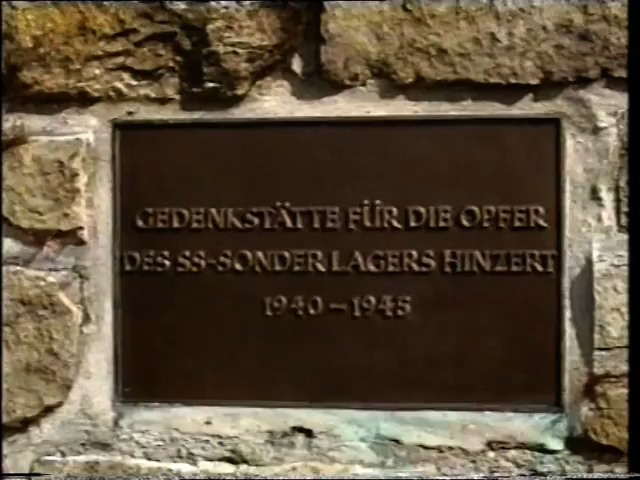 GEDENKSTÄTTE FÜR DIE OPFER
DES SS-SONDERLAGERS HINZERT
1940–1945